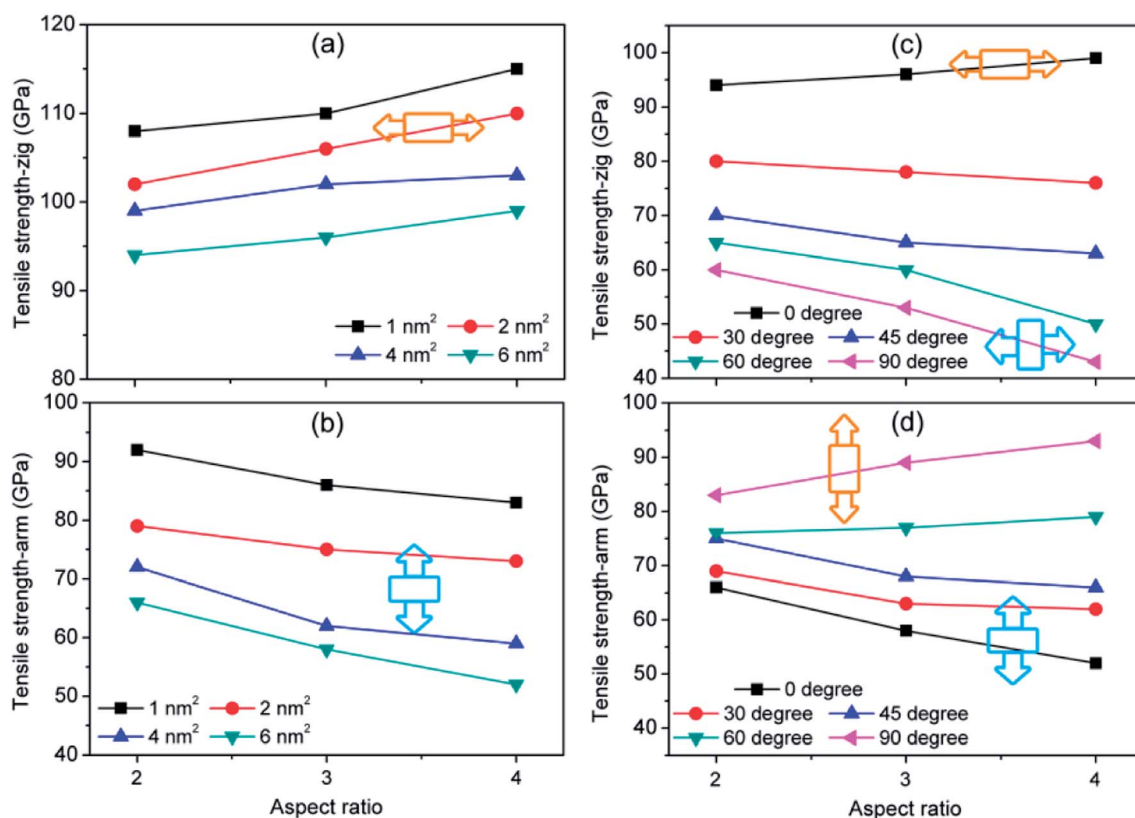 (a)
Tensile strength-zig (GPa)
120
110
100
90
80
1 nm²
2 nm²
4 nm²
6 nm²
(b)
Tensile strength-arm (GPa)
100
90
80
70
60
50
40
1 nm²
2 nm²
4 nm²
6 nm²
2
3
4
Aspect ratio
(c)
Tensile strength-zig (GPa)
100
90
80
70
60
50
40
0 degree
30 degree
45 degree
60 degree
90 degree
(d)
Tensile strength-arm (GPa)
100
90
80
70
60
50
40
0 degree
30 degree
45 degree
60 degree
90 degree
2
3
4
Aspect ratio